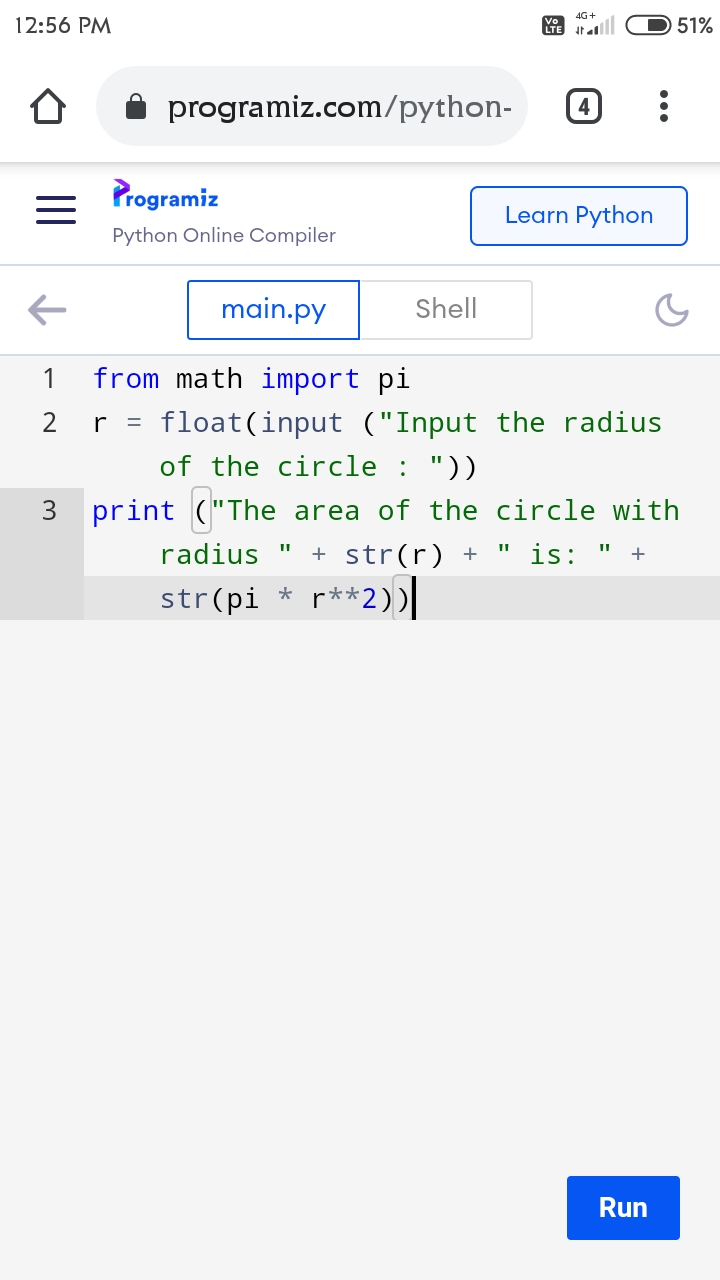 12:56 PM
Vo LTE 4G+ 51%
programiz.com/python-
4
Programiz
Python Online Compiler
Learn Python
main.py Shell
1 from math import pi
2 r = float(input ("Input the radius
of the circle : "))
3 print ("The area of the circle with
radius " + str(r) + " is: " +
str(pi * r**2))
Run